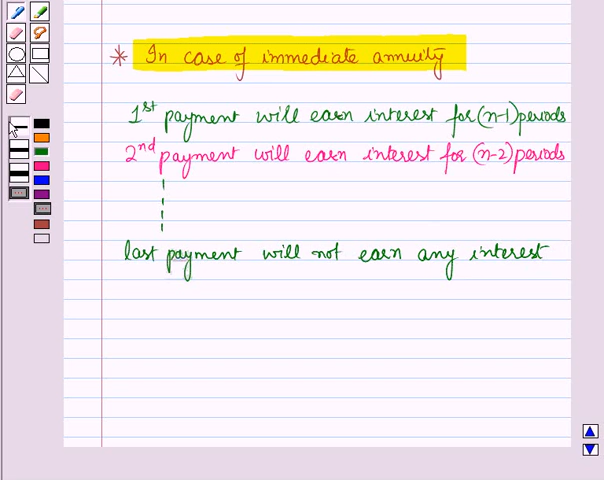 * In case of immediate annuity
1st payment will earn interest for (n-1) periods
2nd payment will earn interest for (n-2) periods
last payment will not earn any interest